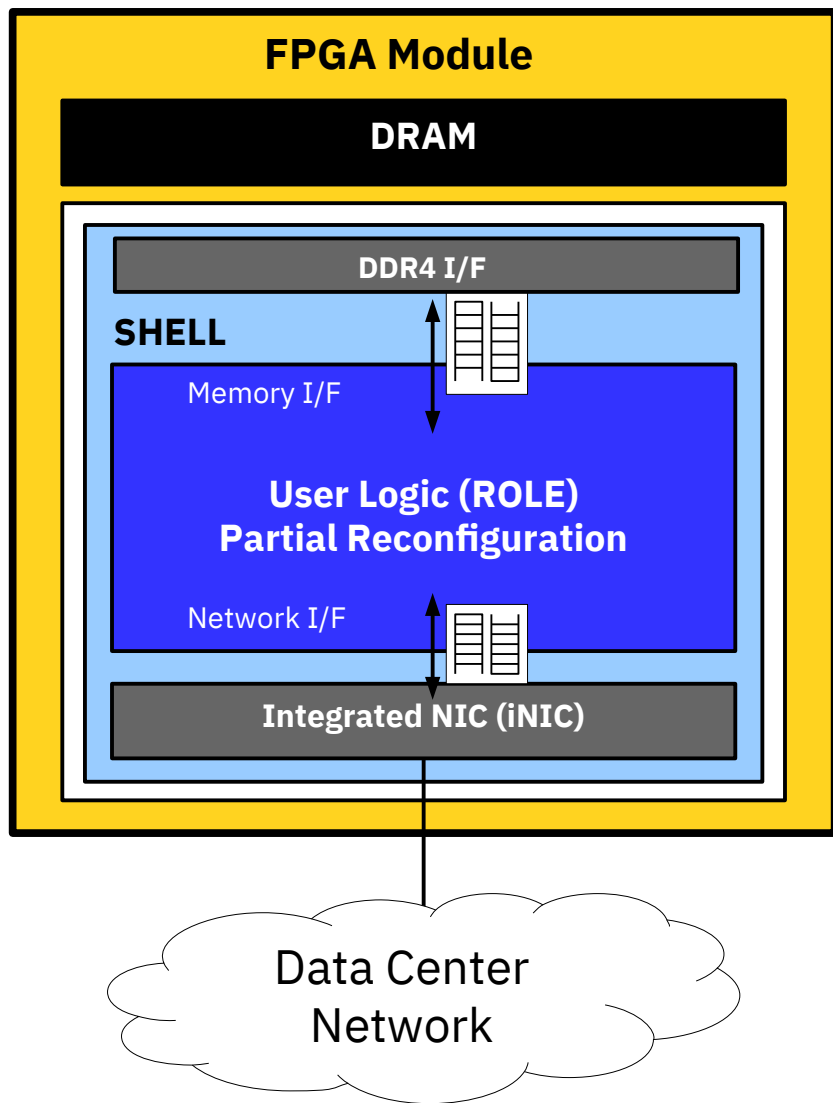 FPGA Module
DRAM
DDR4 I/F
SHELL
Memory I/F
User Logic (ROLE)
Partial Reconfiguration
Network I/F
Integrated NIC (iNIC)
Data Center
Network